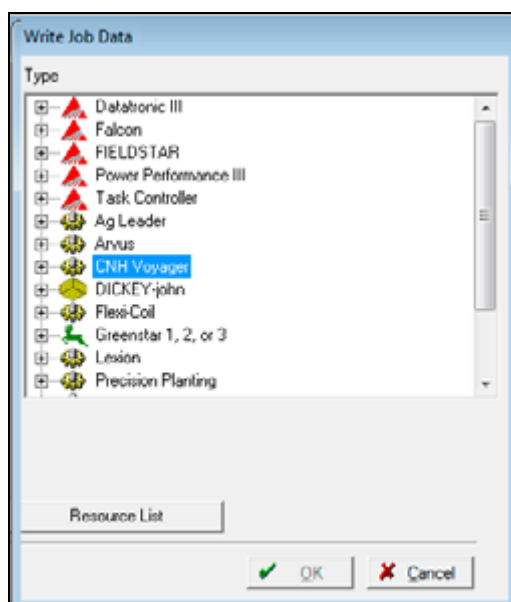 Write Job Data
Type
Datatronic III
Falcon
FIELDSTAR
Power Performance III
Task Controller
Ag Leader
Arvus
CNH Voyager
DICKEY-john
Flexi-Coil
Greenstar 1, 2, or 3
Lexion
Precision Planting
Resource List
OK
Cancel